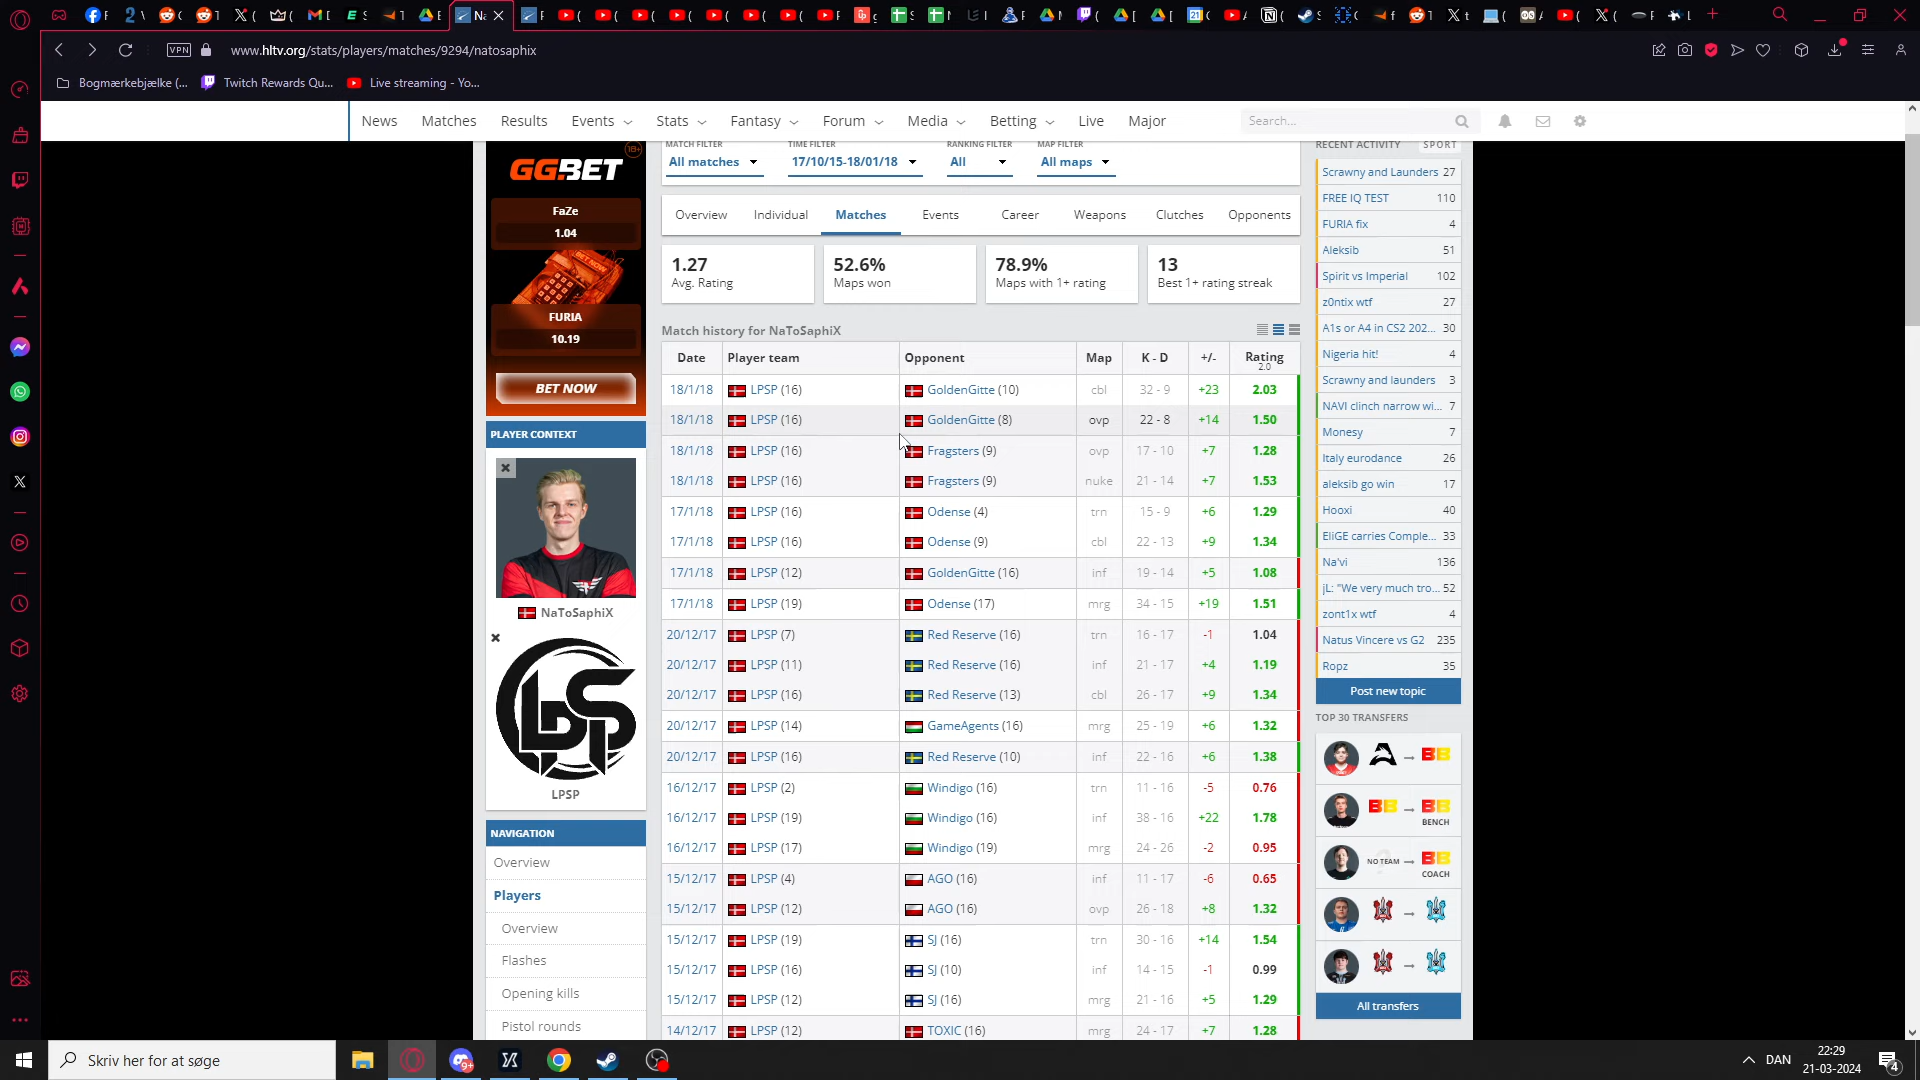 VPN
www.hltv.org/stats/players/matches/9294/natosaphix
Bogmærkebjælke (...
Twitch Rewards Qu...
Live streaming - Yo...
News Matches Results Events Stats Fantasy Forum Media Betting Live Major
Search...
18+
GG.BET
FaZe
1.04
BET NOW
FURIA
10.19
BET NOW
PLAYER CONTEXT
NaToSaphiX
LPSP
NAVIGATION
Overview
Players
Overview
Flashes
Opening kills
Pistol rounds
MATCH FILTER TIME FILTER RANKING FILTER MAP FILTER
All matches 17/10/15-18/01/18 All All maps
Overview Individual Matches Events Career Weapons Clutches Opponents
1.27 52.6% 78.9% 13
Avg. Rating Maps won Maps with 1+ rating Best 1+ rating streak
Match history for NaToSaphiX
Date Player team Opponent Map K - D +/- Rating
2.0
18/1/18 LPSP (16) GoldenGitte (10) cbl 32 - 9 +23 2.03
18/1/18 LPSP (16) GoldenGitte (8) ovp 22 - 8 +14 1.50
18/1/18 LPSP (16) Fragsters (9) ovp 17 - 10 +7 1.28
18/1/18 LPSP (16) Fragsters (9) nuke 21 - 14 +7 1.53
17/1/18 LPSP (16) Odense (4) trn 15 - 9 +6 1.29
17/1/18 LPSP (16) Odense (9) cbl 22 - 13 +9 1.34
17/1/18 LPSP (12) GoldenGitte (16) inf 19 - 14 +5 1.08
17/1/18 LPSP (19) Odense (17) mrg 34 - 15 +19 1.51
20/12/17 LPSP (7) Red Reserve (16) trn 16 - 17 -1 1.04
20/12/17 LPSP (11) Red Reserve (16) inf 21 - 17 +4 1.19
20/12/17 LPSP (16) Red Reserve (13) cbl 26 - 17 +9 1.34
20/12/17 LPSP (14) GameAgents (16) mrg 25 - 19 +6 1.32
20/12/17 LPSP (16) Red Reserve (10) inf 22 - 16 +6 1.38
16/12/17 LPSP (2) Windigo (16) trn 11 - 16 -5 0.76
16/12/17 LPSP (19) Windigo (16) inf 38 - 16 +22 1.78
16/12/17 LPSP (17) Windigo (19) mrg 24 - 26 -2 0.95
15/12/17 LPSP (4) AGO (16) inf 11 - 17 -6 0.65
15/12/17 LPSP (12) AGO (16) ovp 26 - 18 +8 1.32
15/12/17 LPSP (19) SJ (16) trn 30 - 16 +14 1.54
15/12/17 LPSP (16) SJ (10) inf 14 - 15 -1 0.99
15/12/17 LPSP (12) SJ (16) mrg 21 - 16 +5 1.29
14/12/17 LPSP (12) TOXIC (16) mrg 24 - 17 +7 1.28
RECENT ACTIVITY SPORT
Scrawny and Launders 27
FREE IQ TEST 110
FURIA fix 4
Aleksib 51
Spirit vs Imperial 102
z0ntix wtf 27
A1s or A4 in CS2 202... 30
Nigeria hit! 4
Scrawny and launders 3
NAVI clinch narrow wi... 7
Monesy 7
Italy eurodance 26
aleksib go win 17
Hooxi 40
EliGE carries Comple... 33
Na'vi 136
jL: "We very much tro... 52
zont1x wtf 4
Natus Vincere vs G2 235
Ropz 35
Post new topic
TOP 30 TRANSFERS
BB
BB BB
BENCH
NO TEAM BB
COACH
All transfers
Skriv her for at søge
9+
DAN
22:29
21-03-2024
4